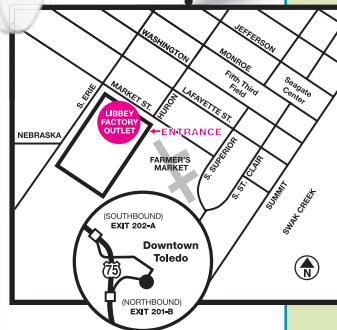 JEFFERSON
WASHINGTON
MONROE
Fifth Third
Field
Seagate
Center
S. ERIE
MARKET ST.
HURON
LAFAYETTE ST.
LIBBEY
FACTORY
OUTLET
ENTRANCE
NEBRASKA
FARMER'S
MARKET
S. SUPERIOR
S. ST. CLAIR
SUMMIT
SWAK CREEK
(SOUTHBOUND)
EXIT 202-A
Downtown
Toledo
75
(NORTHBOUND)
EXIT 201-B
N